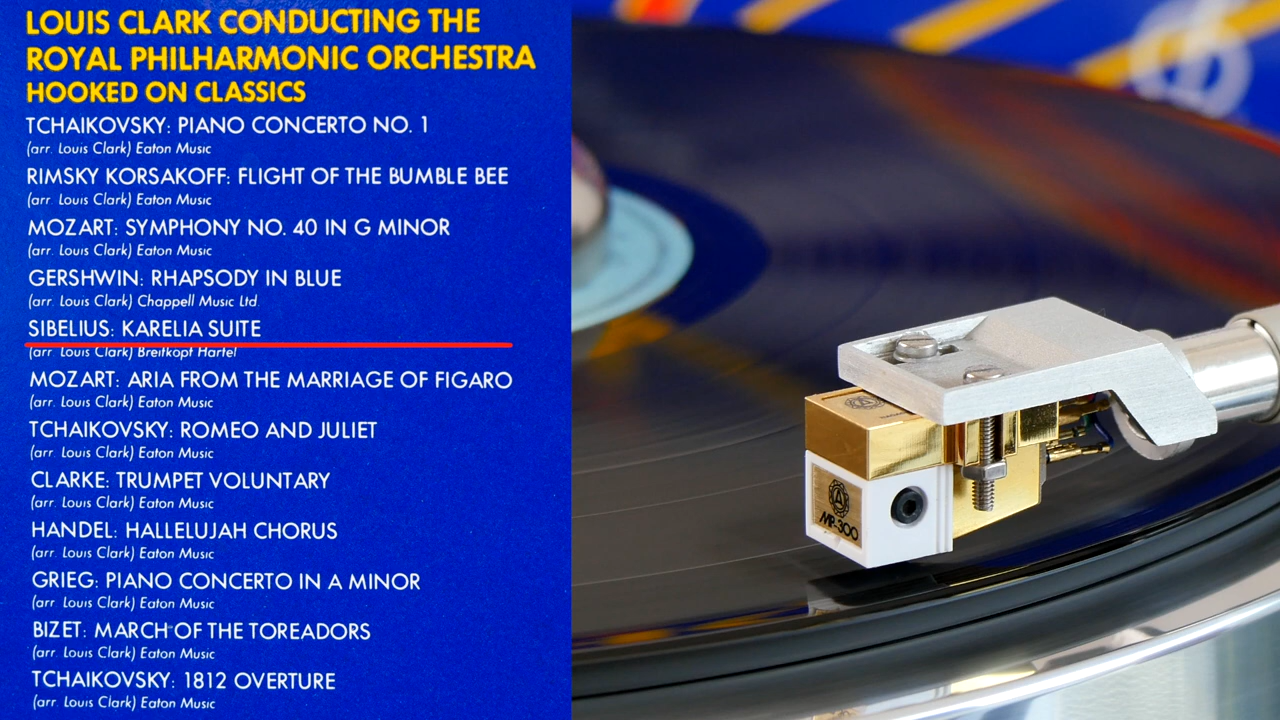 LOUIS CLARK CONDUCTING THE
ROYAL PHILHARMONIC ORCHESTRA
HOOKED ON CLASSICS
TCHAIKOVSKY: PIANO CONCERTO NO. 1
(arr. Louis Clark) Eaton Music
RIMSKY KORSAKOFF: FLIGHT OF THE BUMBLE BEE
(arr. Louis Clark) Eaton Music
MOZART: SYMPHONY NO. 40 IN G MINOR
(arr. Louis Clark) Eaton Music
GERSHWIN: RHAPSODY IN BLUE
(arr. Louis Clark) Chappell Music Ltd.
SIBELIUS: KARELIA SUITE
(arr. Louis Clark) Breitkopt Hartel
MOZART: ARIA FROM THE MARRIAGE OF FIGARO
(arr. Louis Clark) Eaton Music
TCHAIKOVSKY: ROMEO AND JULIET
(arr. Louis Clark) Eaton Music
CLARKE: TRUMPET VOLUNTARY
(arr. Louis Clark) Eaton Music
HANDEL: HALLELUJAH CHORUS
(arr. Louis Clark) Eaton Music
GRIEG: PIANO CONCERTO IN A MINOR
(arr. Louis Clark) Eaton Music
BIZET: MARCH OF THE TOREADORS
(arr. Louis Clark) Eaton Music
TCHAIKOVSKY: 1812 OVERTURE
(arr. Louis Clark) Eaton Music
MR-300